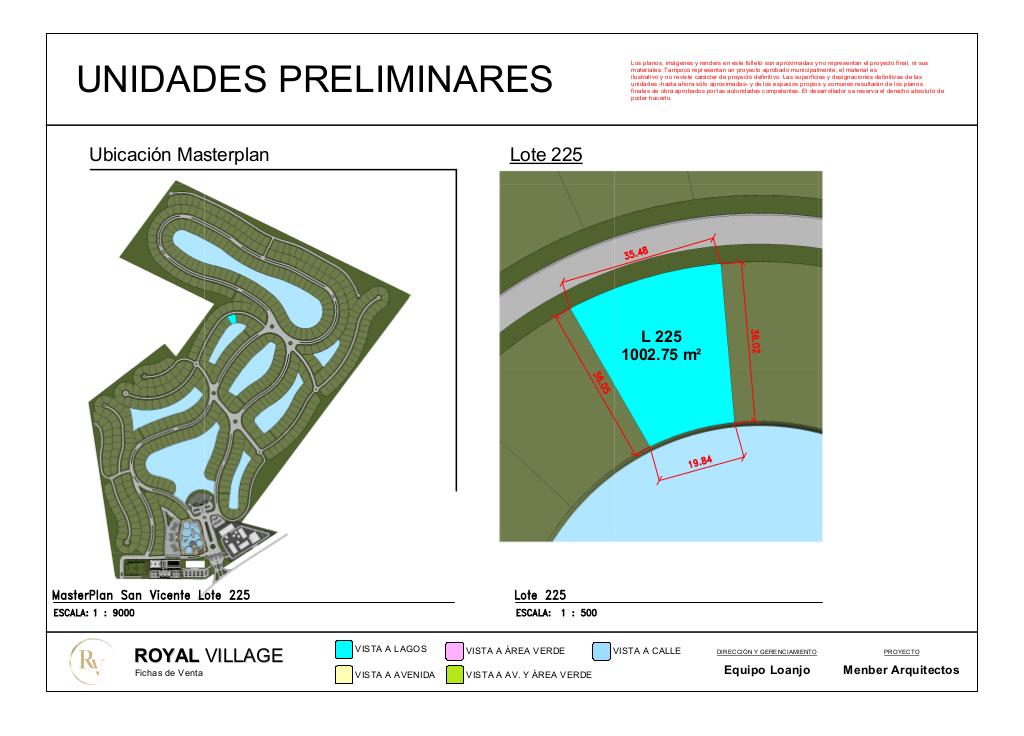 UNIDADES PRELIMINARES
Los planos, imágenes y renders en este folleto son aproximadas y no representan el proyecto final, ni sus
materiales. Tampoco representan un proyecto aprobado municipalmente, el material es
ilustrativo y no reviste carácter de proyecto definitivo. Las superficies y designaciones definitivas de las
unidades -hasta ahora sólo aproximadas- y de los espacios propios y comunes resultarán de los planos
finales de obra aprobados por las autoridades competentes. El desarrollador se reserva el derecho absoluto de
poder hacerlo.
Ubicación Masterplan
Lote 225
35.48
L 225
1002.75 m²
36.02
36.05
19.84
MasterPlan San Vicente Lote 225
ESCALA: 1 : 9000
Lote 225
ESCALA: 1 : 500
RV
ROYAL VILLAGE
Fichas de Venta
VISTA A LAGOS
VISTA A ÁREA VERDE
VISTA A CALLE
VISTA A AVENIDA
VISTA A AV. Y ÁREA VERDE
DIRECCIÓN Y GERENCIAMIENTO
Equipo Loanjo
PROYECTO
Menber Arquitectos